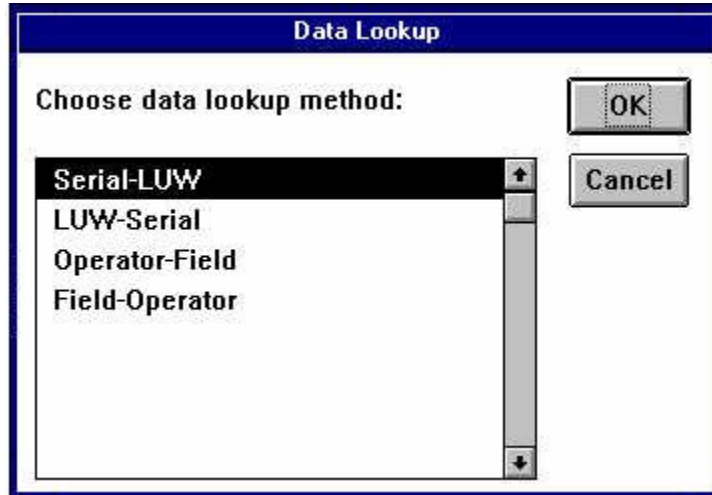 Data Lookup
Choose data lookup method:
OK
Cancel
Serial-LUW
LUW-Serial
Operator-Field
Field-Operator